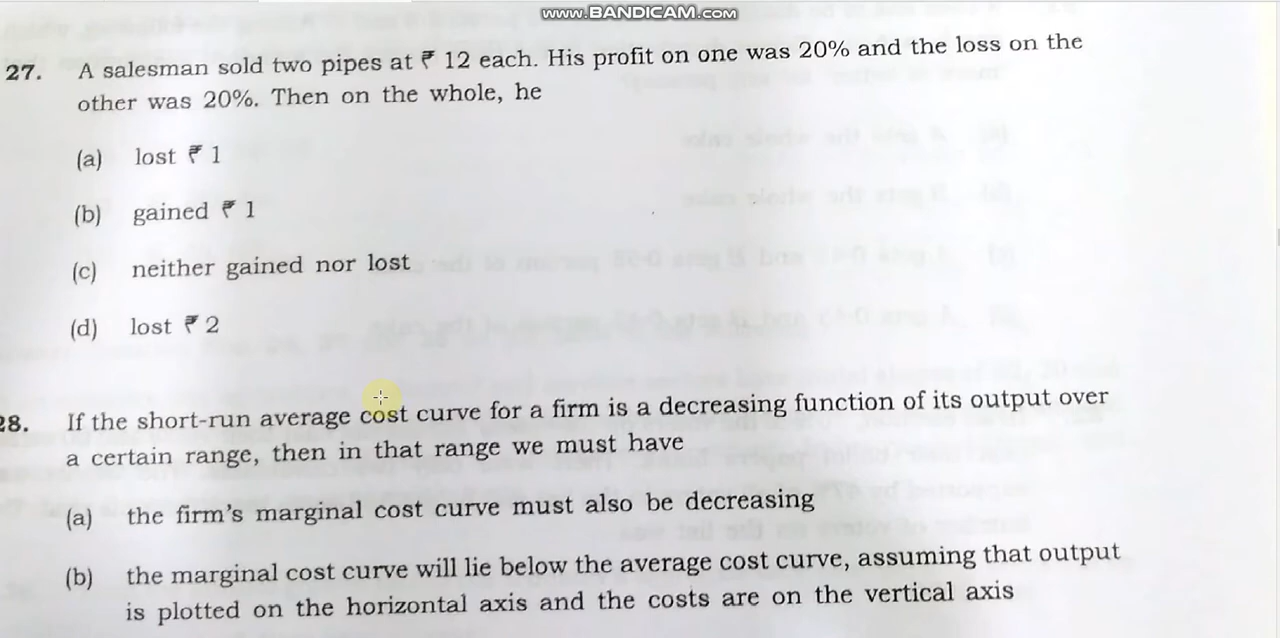 www.BANDICAM.com
27. A salesman sold two pipes at ₹ 12 each. His profit on one was 20% and the loss on the
other was 20%. Then on the whole, he
(a) lost ₹ 1
(b) gained ₹ 1
(c) neither gained nor lost
(d) lost ₹ 2
28. If the short-run average cost curve for a firm is a decreasing function of its output over
a certain range, then in that range we must have
(a) the firm's marginal cost curve must also be decreasing
(b) the marginal cost curve will lie below the average cost curve, assuming that output
is plotted on the horizontal axis and the costs are on the vertical axis